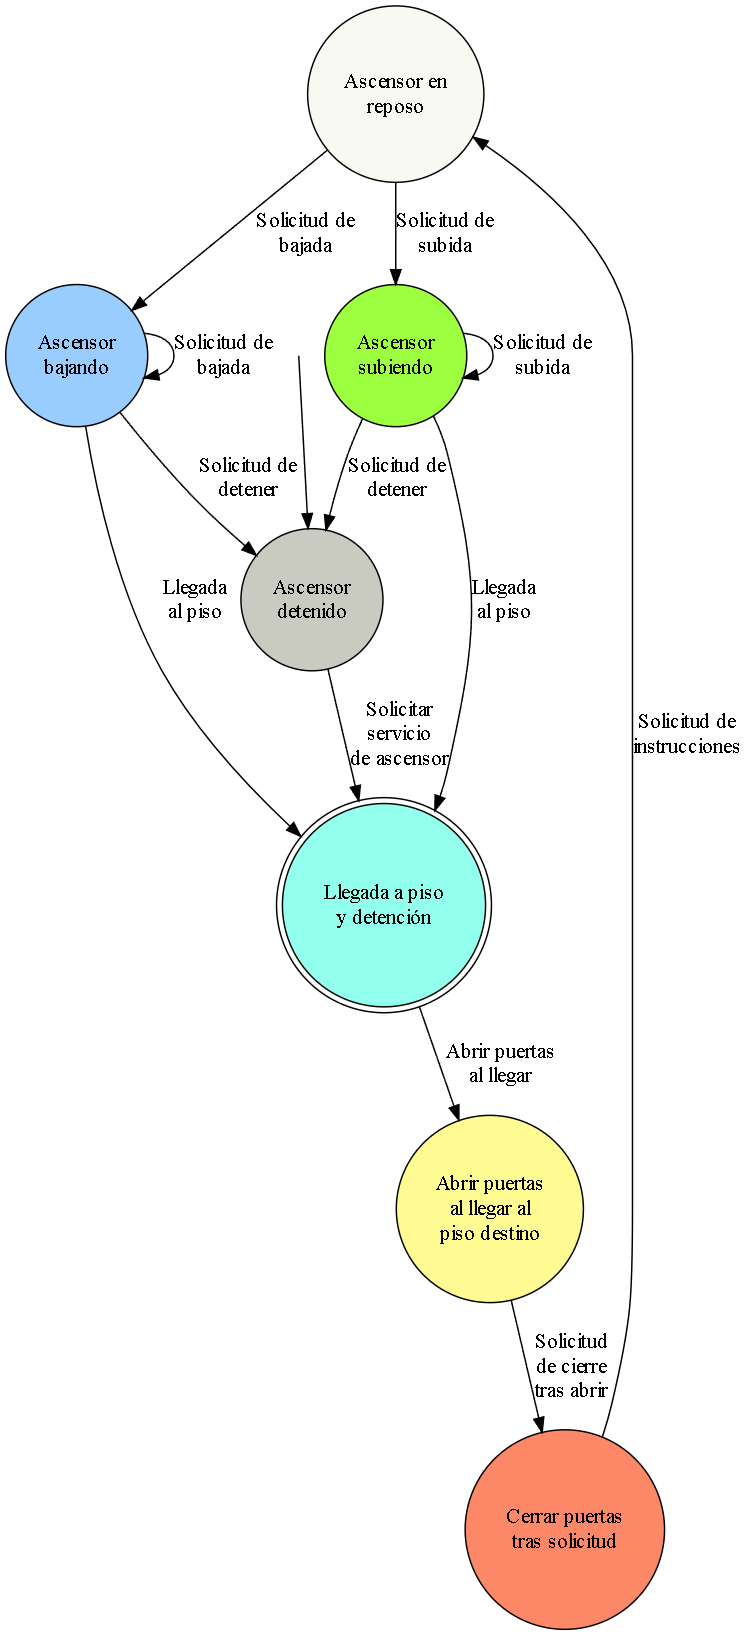 Ascensor en
reposo
Solicitud de
bajada
Solicitud de
subida
Ascensor
bajando
Solicitud de
bajada
Ascensor
subiendo
Solicitud de
subida
Solicitud de
detener
Solicitud de
detener
Llegada
al piso
Ascensor
detenido
Llegada
al piso
Solicitar
servicio
de ascensor
Solicitud de
instrucciones
Llegada a piso
y detención
Abrir puertas
al llegar
Abrir puertas
al llegar al
piso destino
Solicitud
de cierre
tras abrir
Cerrar puertas
tras solicitud